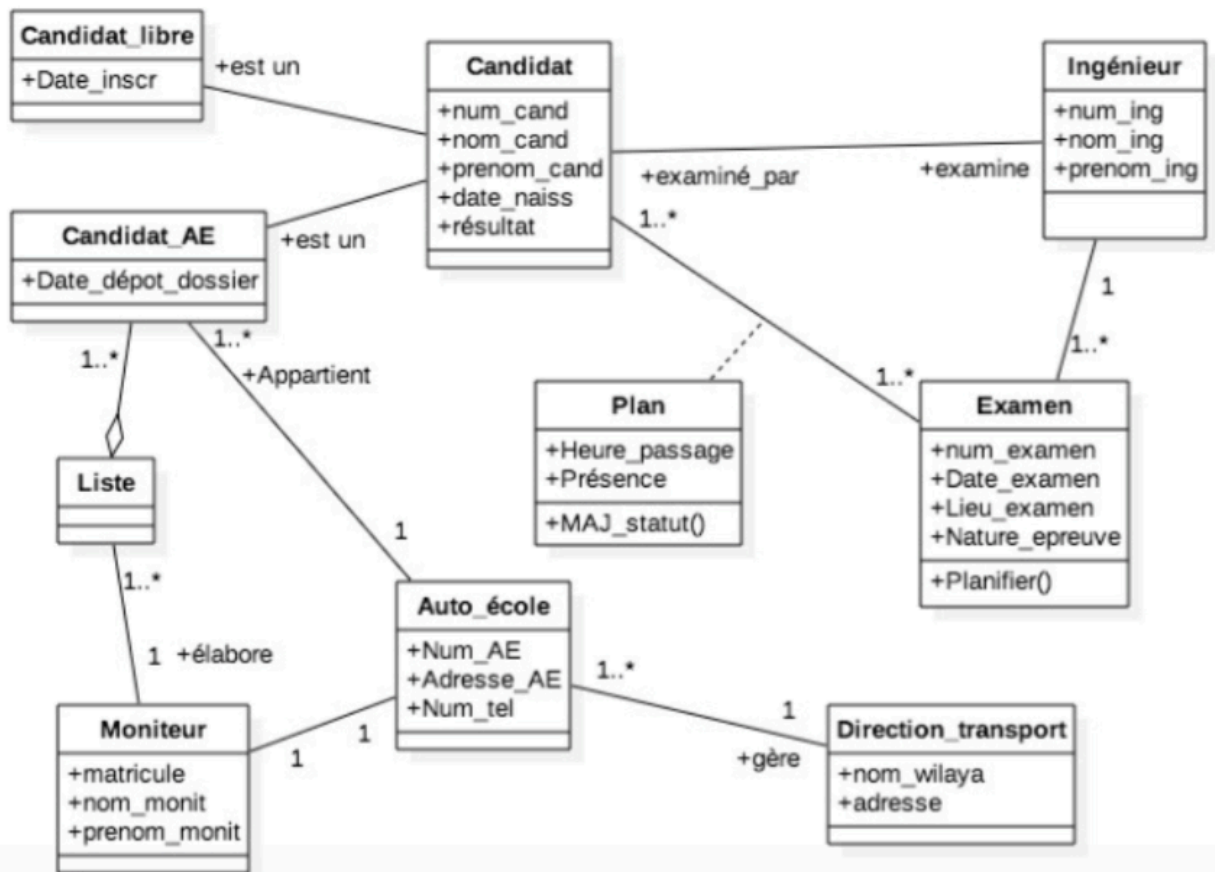 Candidat_libre
+Date_inscr
+est un
Candidat
+num_cand
+nom_cand
+prenom_cand
+date_naiss
+résultat
Ingénieur
+num_ing
+nom_ing
+prenom_ing
+examiné_par
+examine
Candidat_AE
+Date_dépot_dossier
+est un
1..*
1..*
1
1..*
1..*
1..*
+Appartient
Plan
+Heure_passage
+Présence
+MAJ_statut()
Examen
+num_examen
+Date_examen
+Lieu_examen
+Nature_epreuve
+Planifier()
Liste
1..*
1
+élabore
1
Auto_école
+Num_AE
+Adresse_AE
+Num_tel
1..*
1
+gère
Moniteur
+matricule
+nom_monit
+prenom_monit
1
1
Direction_transport
+nom_wilaya
+adresse